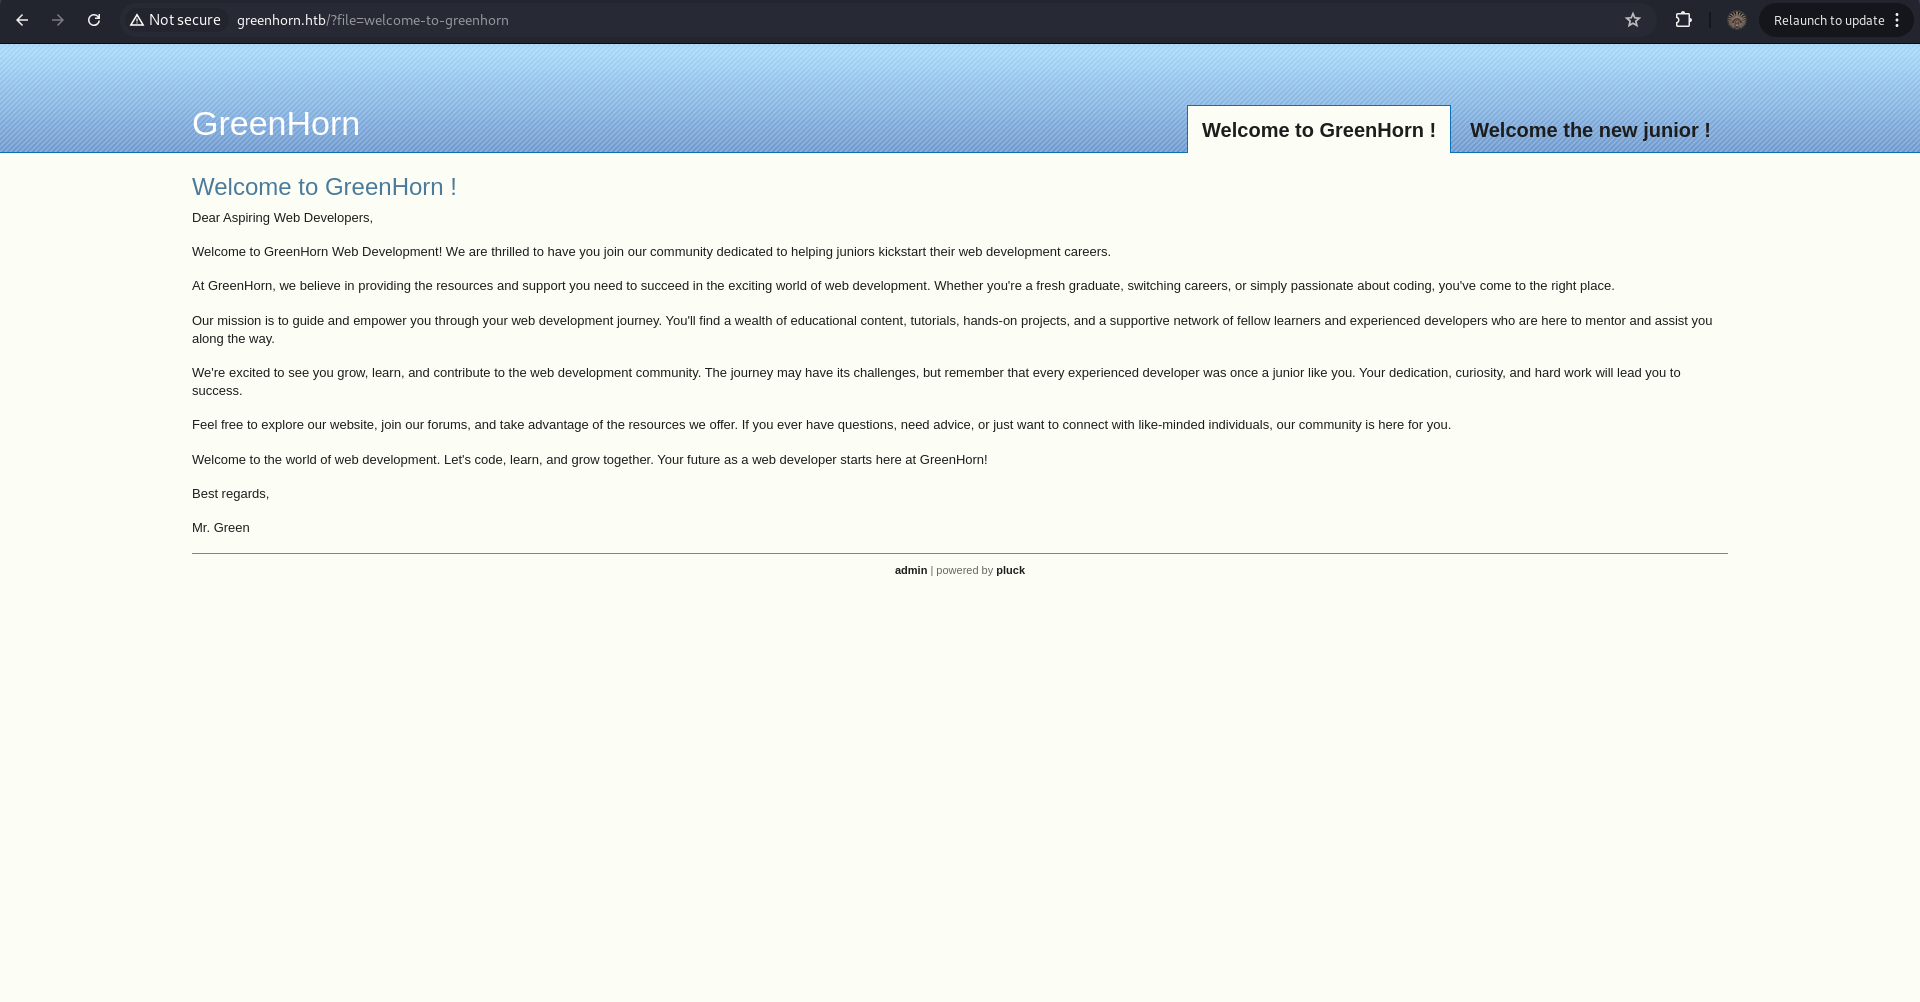 Not secure greenhorn.htb/?file=welcome-to-greenhorn Relaunch to update
GreenHorn
Welcome to GreenHorn ! Welcome the new junior !
Welcome to GreenHorn !
Dear Aspiring Web Developers,
Welcome to GreenHorn Web Development! We are thrilled to have you join our community dedicated to helping juniors kickstart their web development careers.
At GreenHorn, we believe in providing the resources and support you need to succeed in the exciting world of web development. Whether you're a fresh graduate, switching careers, or simply passionate about coding, you've come to the right place.
Our mission is to guide and empower you through your web development journey. You'll find a wealth of educational content, tutorials, hands-on projects, and a supportive network of fellow learners and experienced developers who are here to mentor and assist you
along the way.
We're excited to see you grow, learn, and contribute to the web development community. The journey may have its challenges, but remember that every experienced developer was once a junior like you. Your dedication, curiosity, and hard work will lead you to
success.
Feel free to explore our website, join our forums, and take advantage of the resources we offer. If you ever have questions, need advice, or just want to connect with like-minded individuals, our community is here for you.
Welcome to the world of web development. Let's code, learn, and grow together. Your future as a web developer starts here at GreenHorn!
Best regards,
Mr. Green
admin | powered by pluck